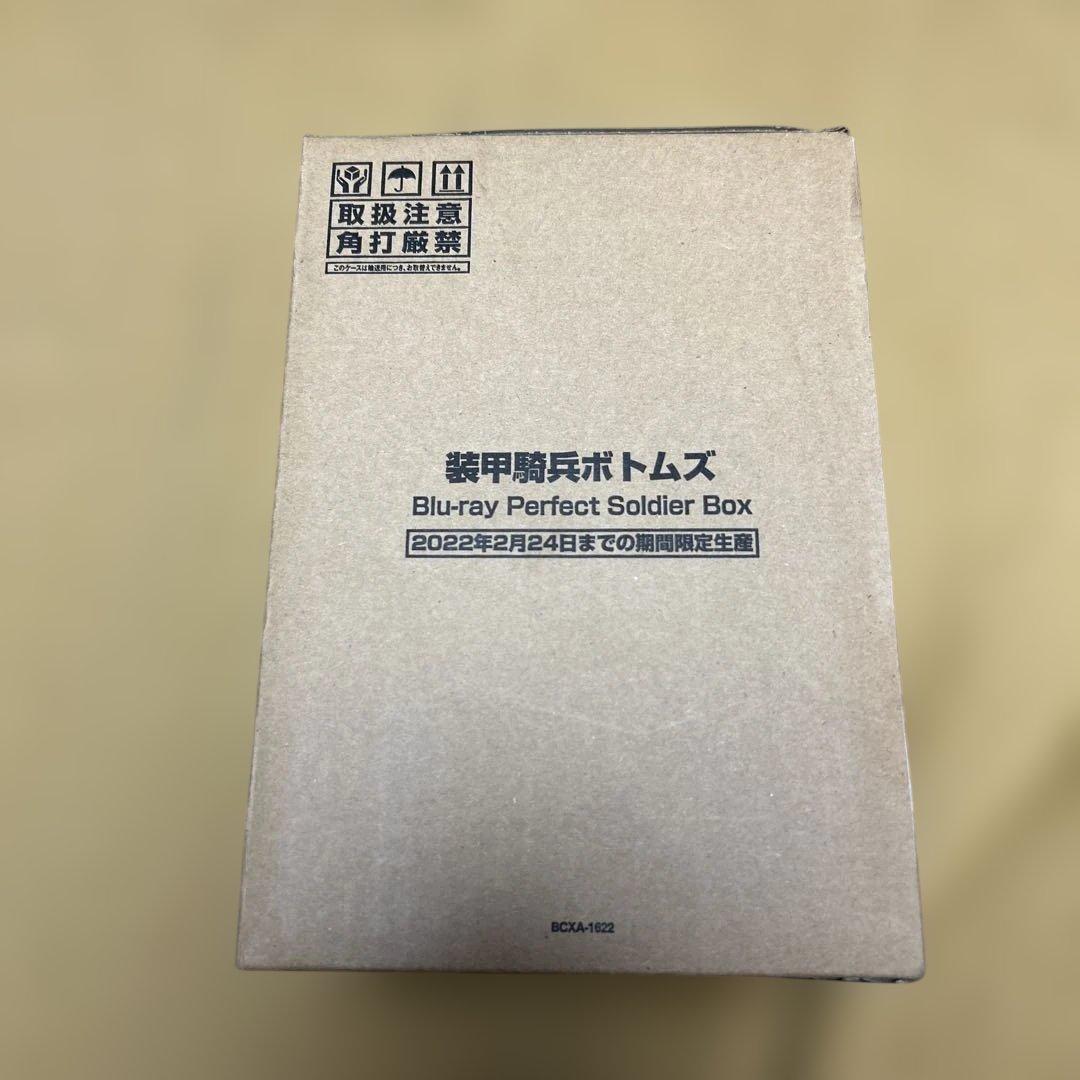 取扱注意
角打厳禁
このケースは輸送用につき、お取替えできません。
装甲騎兵ボトムズ
Blu-ray Perfect Soldier Box
2022年2月24日までの期間限定生産
BCXA-1622